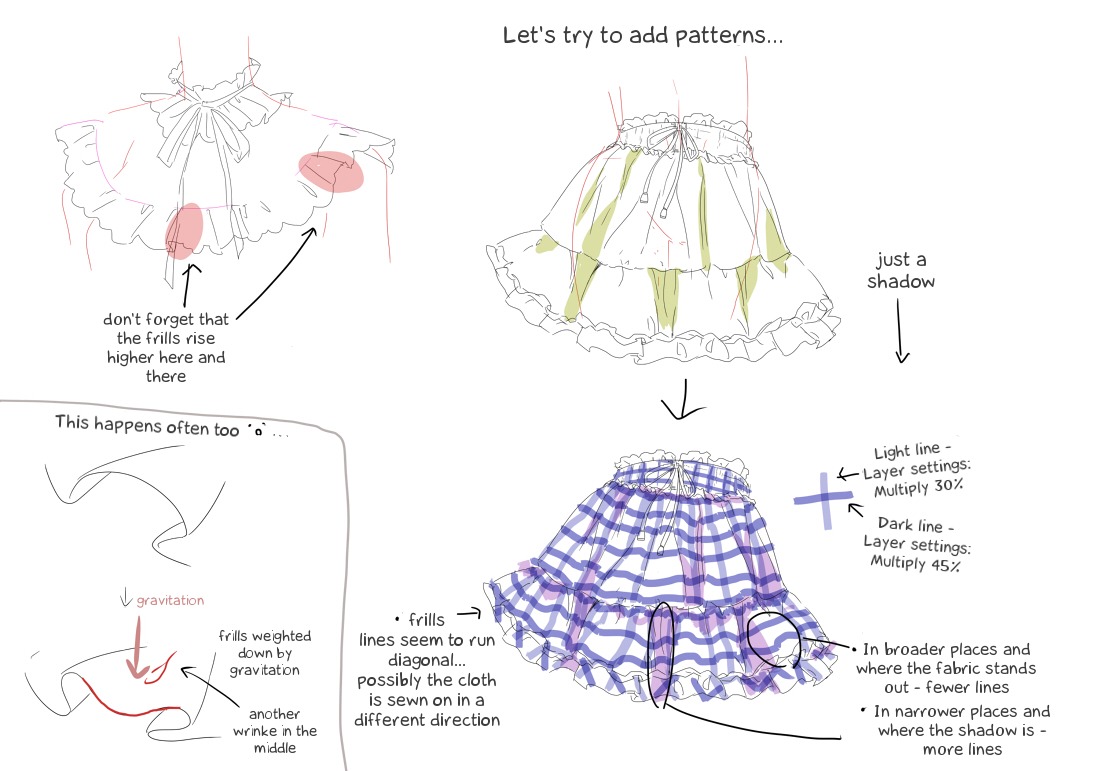 Let's try to add patterns...
don't forget that
the frills rise
higher here and
there
just a
shadow
This happens often too
gravitation
frills weighted
down by
gravitation
another
wrinke in the
middle
Light line -
Layer settings:
Multiply 30%
Dark line -
Layer settings:
Multiply 45%
• frills
lines seem to run
diagonal...
possibly the cloth
is sewn on in a
different direction
• In broader places and
where the fabric stands
out - fewer lines
• In narrower places and
where the shadow is -
more lines